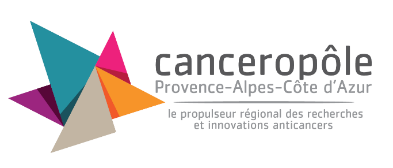 canceropôle
Provence-Alpes-Côte d'Azur
le propulseur régional des recherches
et innovations anticancers